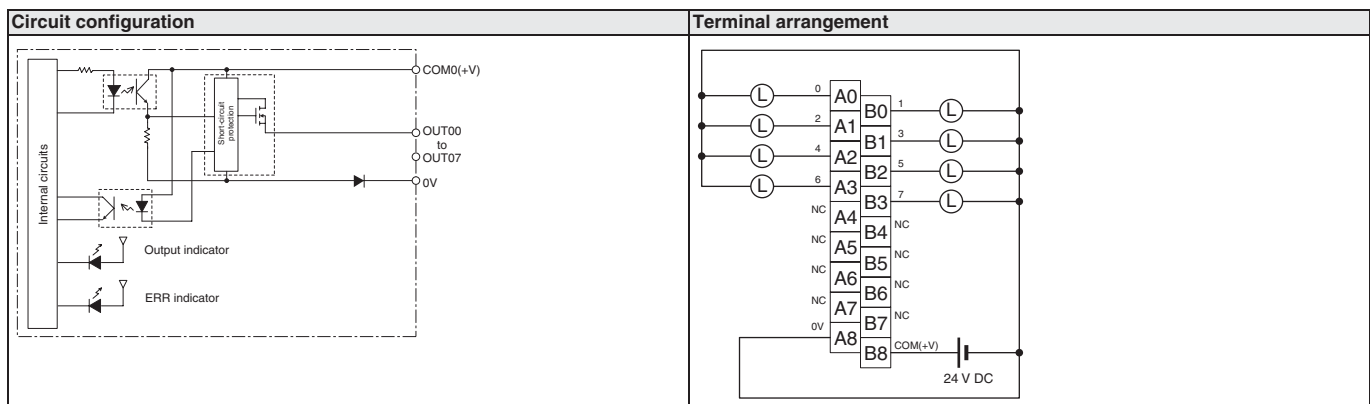 Circuit configuration
Internal circuits
Short-circuit
protection
COM0(+V)
OUT00
to
OUT07
0V
Output indicator
ERR indicator
Terminal arrangement
L 0 A0
B0 1 L
L 2 A1
B1 3 L
L 4 A2
B2 5 L
L 6 A3
B3 7 L
NC A4
B4 NC
NC A5
B5 NC
NC A6
B6 NC
NC A7
B7 NC
0V A8
B8 COM(+V)
24 V DC